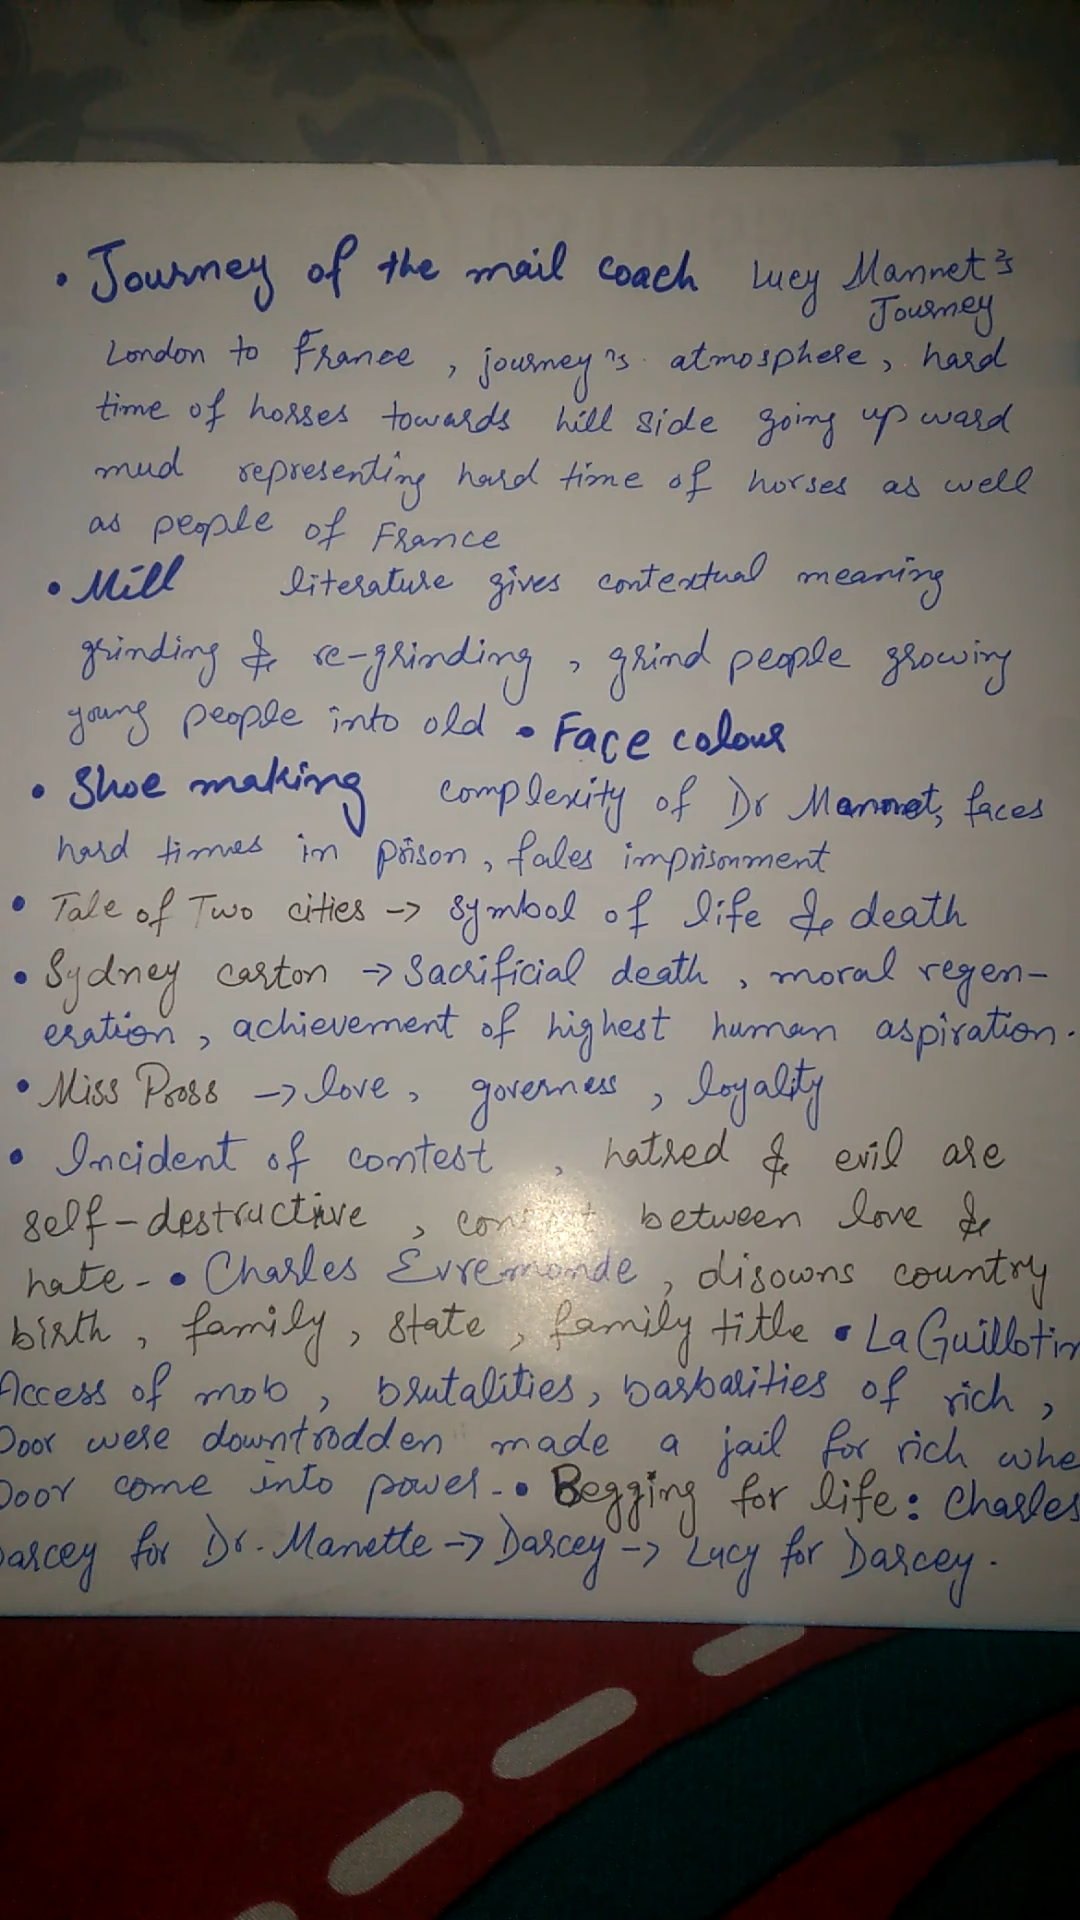 • Journey of the mail coach Lucy Mannet's
Journey
London to France, journey's atmosphere, hard
time of horses towards hill side going upward
mud representing hard time of horses as well
as people of France
• Mill literature gives contextual meaning
grinding & re-grinding, grind people growing
young people into old • Face colour
• Shoe making complexity of Dr Mannet, faces
hard times in prison, fales imprisonment
• Tale of Two cities -> symbol of life & death
• Sydney carton -> Sacrificial death, moral regen-
eration, achievement of highest human aspiration.
• Miss Pross -> love, governess, loyality
• Incident of contest, hatred & evil are
self-destructive, between love &
hate - • Charles Evremonde, disowns country
birth, family, state, family title • La Guillotin
Access of mob, brutalities, barbarities of rich,
Poor were downtrodden made a jail for rich whe
Poor come into power - • Begging for life: Charles
Darcey for Dr. Manette -> Darcey -> Lucy for Darcey.